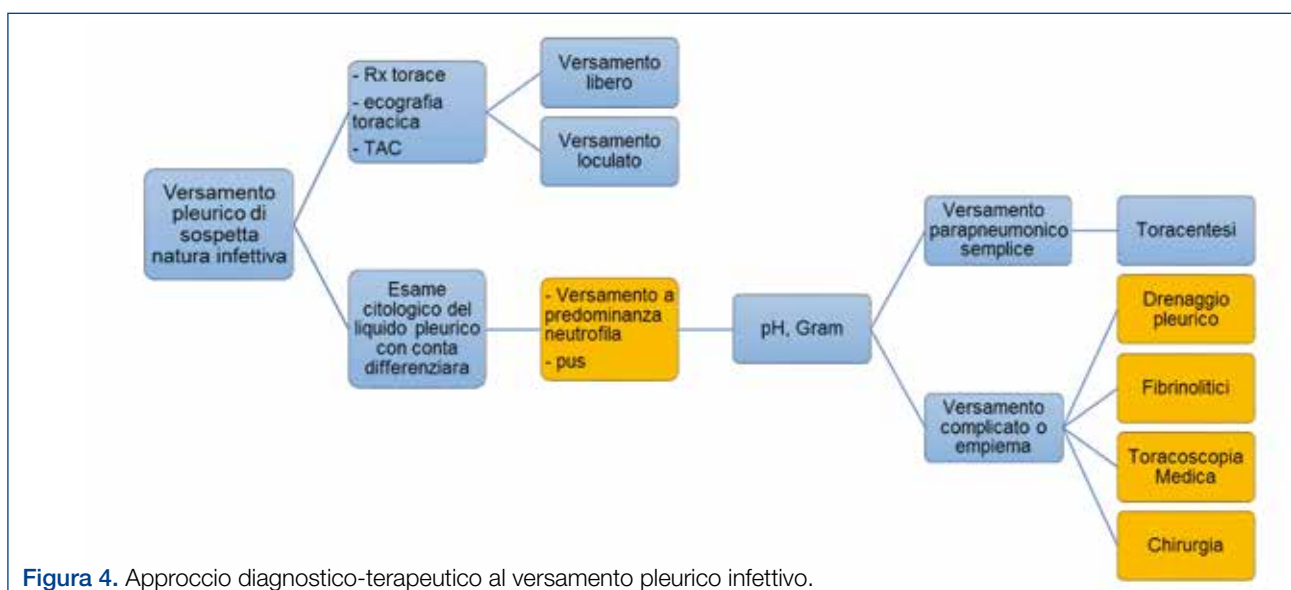 Versamento
pleurico di
sospetta
natura infettiva
- Rx torace
- ecografia
toracica
- TAC
Versamento
libero
Versamento
loculato
Esame
citologico del
liquido pleurico
con conta
differenziara
- Versamento a
predominanza
neutrofila
- pus
pH, Gram
Versamento
parapneumonico
semplice
Toracentesi
Versamento
complicato o
empiema
Drenaggio
pleurico
Fibrinolitici
Toracoscopia
Medica
Chirurgia
Figura 4. Approccio diagnostico-terapeutico al versamento pleurico infettivo.